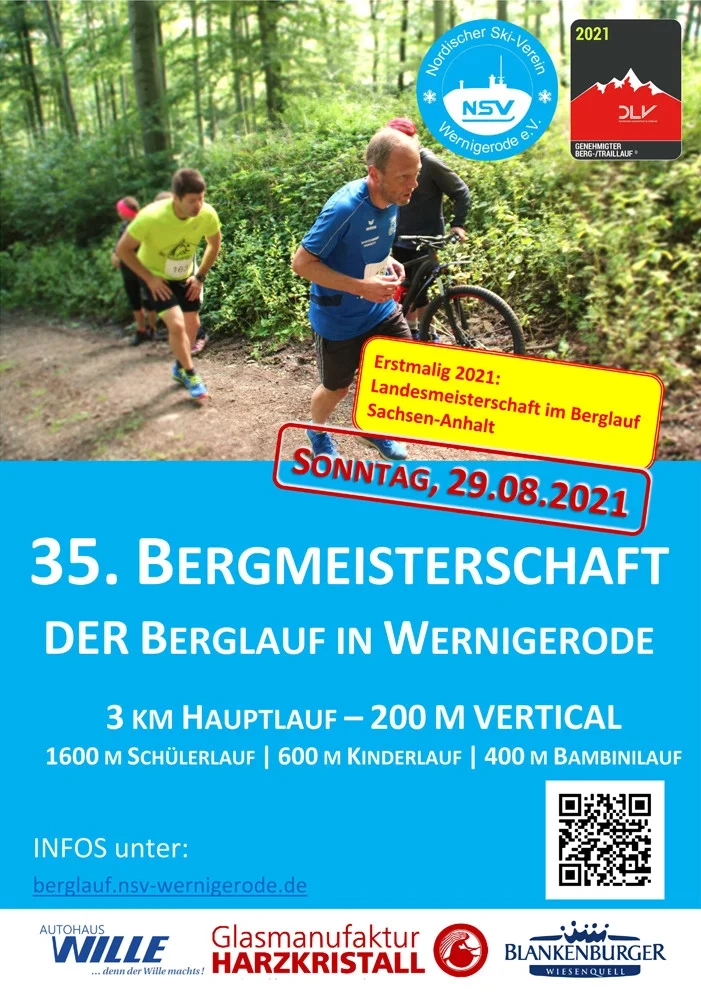 Nordischer Ski-Verein
NSV
Wernigerode e.V.
2021
DLV
GENEHMIGTER
BERG-/TRAILLAUF
Erstmalig 2021:
Landesmeisterschaft im Berglauf
Sachsen-Anhalt
SONNTAG, 29.08.2021
35. BERGMEISTERSCHAFT
DER BERGLAUF IN WERNIGERODE
3 KM HAUPTLAUF – 200 M VERTICAL
1600 M SCHÜLERLAUF | 600 M KINDERLAUF | 400 M BAMBINILAUF
INFOS unter:
berglauf.nsv-wernigerode.de
AUTOHAUS
WILLE
... denn der Wille machts!
Glasmanufaktur
HARZKRISTALL
BLANKENBURGER
WIESENQUELL